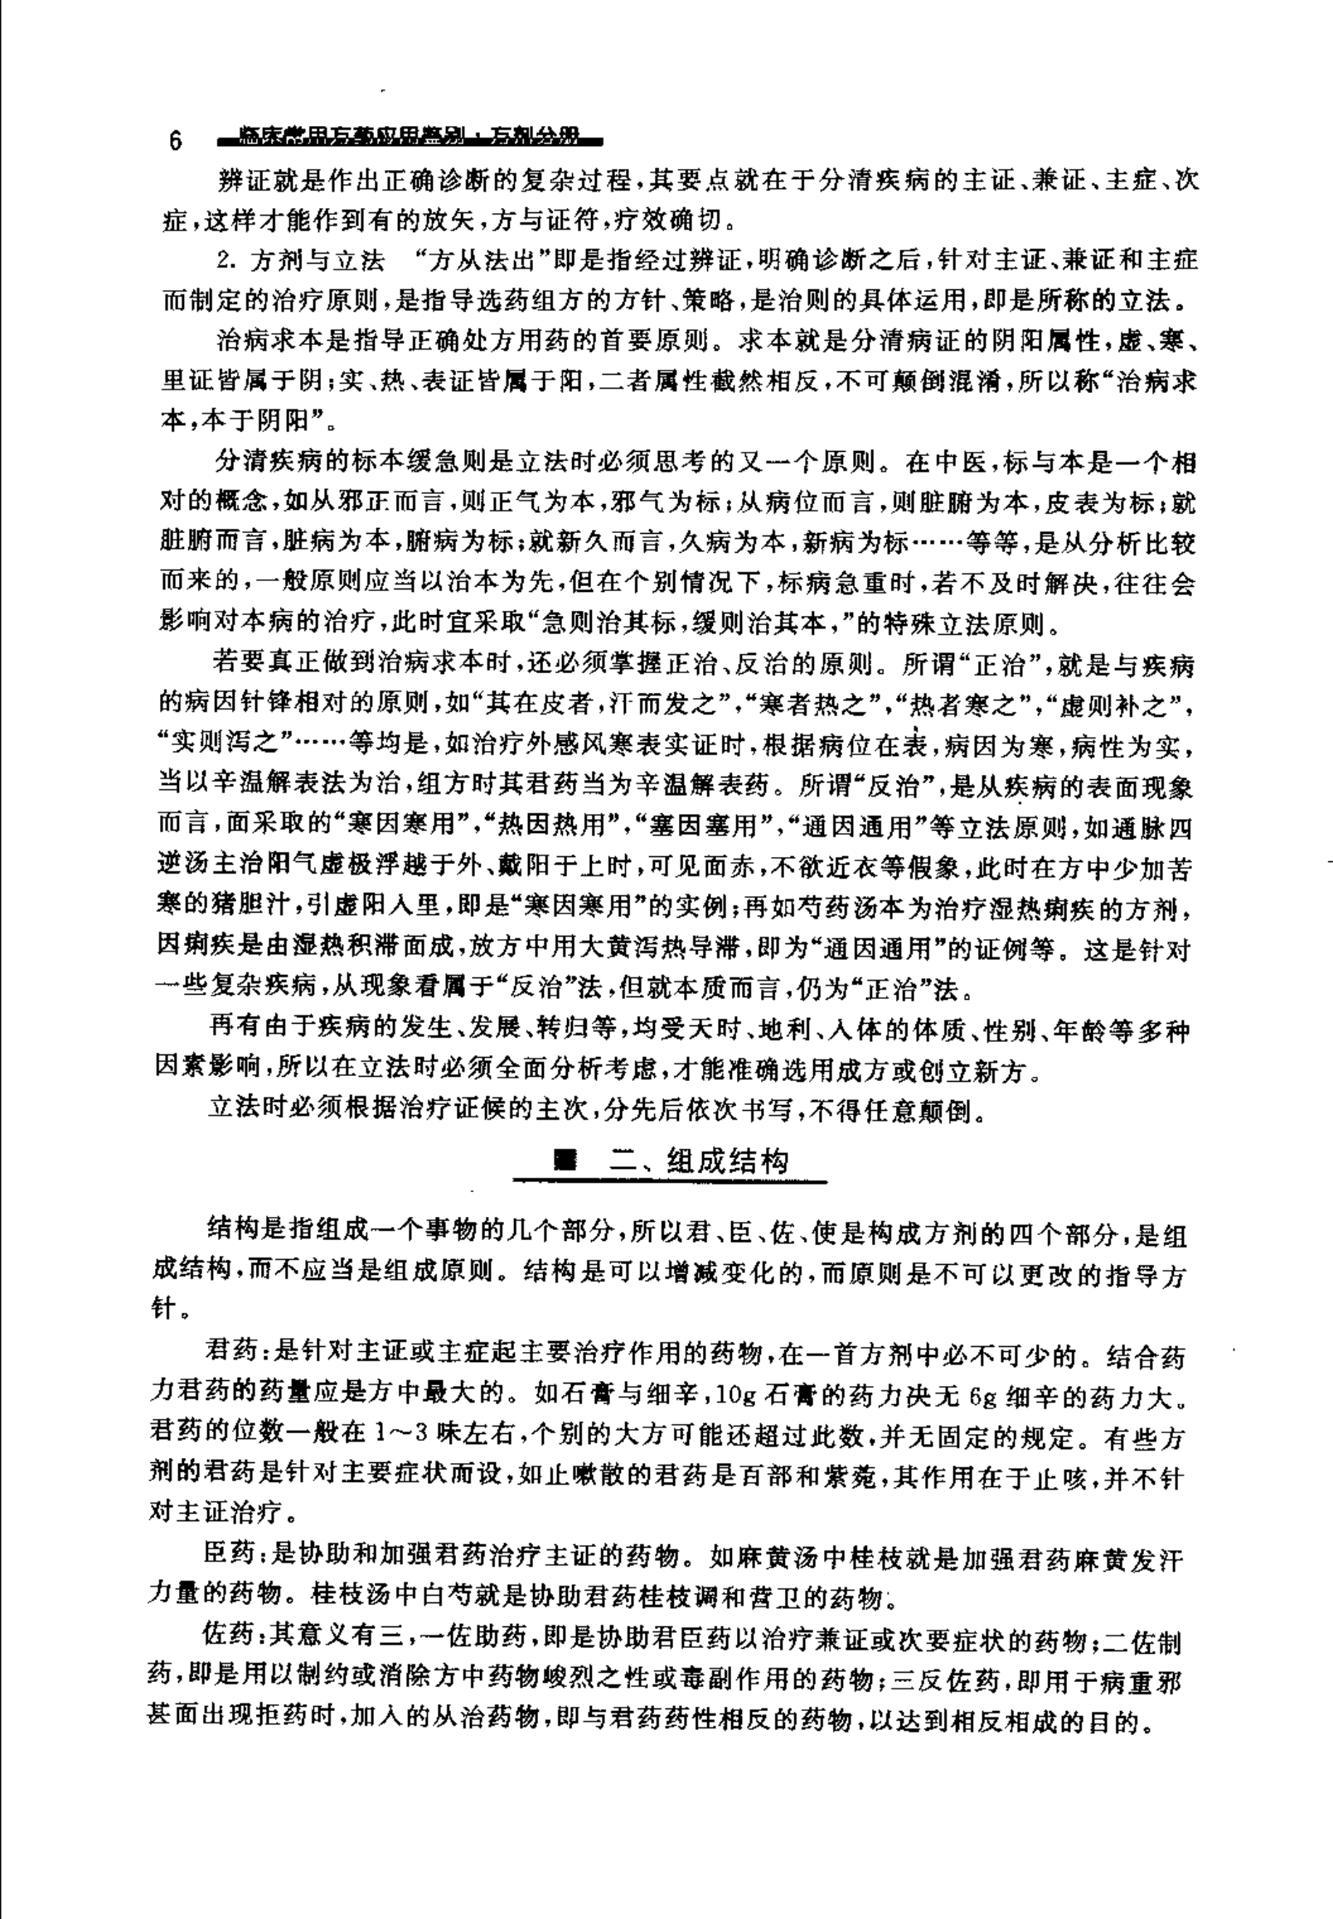 6 临床常用方药应用鉴别·方剂分册
辨证就是作出正确诊断的复杂过程,其要点就在于分清疾病的主证、兼证、主症、次
症,这样才能作到有的放矢,方与证符,疗效确切。
2. 方剂与立法 “方从法出”即是指经过辨证,明确诊断之后,针对主证、兼证和主症
而制定的治疗原则,是指导选药组方的方针、策略,是治则的具体运用,即是所称的立法。
治病求本是指导正确处方用药的首要原则。求本就是分清病证的阴阳属性,虚、寒、
里证皆属于阴;实、热、表证皆属于阳,二者属性截然相反,不可颠倒混淆,所以称“治病求
本,本于阴阳”。
分清疾病的标本缓急则是立法时必须思考的又一个原则。在中医,标与本是一个相
对的概念,如从邪正而言,则正气为本,邪气为标;从病位而言,则脏腑为本,皮表为标;就
脏腑而言,脏病为本,腑病为标;就新久而言,久病为本,新病为标……等等,是从分析比较
而来的,一般原则应当以治本为先,但在个别情况下,标病急重时,若不及时解决,往往会
影响对本病的治疗,此时宜采取“急则治其标,缓则治其本,”的特殊立法原则。
若要真正做到治病求本时,还必须掌握正治、反治的原则。所谓“正治”,就是与疾病
的病因针锋相对的原则,如“其在皮者,汗而发之”,“寒者热之”,“热者寒之”,“虚则补之”,
“实则泻之”……等均是,如治疗外感风寒表实证时,根据病位在表,病因为寒,病性为实,
当以辛温解表法为治,组方时其君药当为辛温解表药。所谓“反治”,是从疾病的表面现象
而言,面采取的“寒因寒用”,“热因热用”,“塞因塞用”,“通因通用”等立法原则,如通脉四
逆汤主治阳气虚极浮越于外、戴阳于上时,可见面赤,不欲近衣等假象,此时在方中少加苦
寒的猪胆汁,引虚阳入里,即是“寒因寒用”的实例;再如芍药汤本为治疗湿热痢疾的方剂,
因痢疾是由湿热积滞面成,放方中用大黄泻热导滞,即为“通因通用”的证例等。这是针对
一些复杂疾病,从现象看属于“反治”法,但就本质而言,仍为“正治”法。
再有由于疾病的发生、发展、转归等,均受天时、地利、人体的体质、性别、年龄等多种
因素影响,所以在立法时必须全面分析考虑,才能准确选用成方或创立新方。
立法时必须根据治疗证候的主次,分先后依次书写,不得任意颠倒。
■ 二、组成结构
结构是指组成一个事物的几个部分,所以君、臣、佐、使是构成方剂的四个部分,是组
成结构,而不应当是组成原则。结构是可以增减变化的,而原则是不可以更改的指导方
针。
君药:是针对主证或主症起主要治疗作用的药物,在一首方剂中必不可少的。结合药
力君药的药量应是方中最大的。如石膏与细辛,10g 石膏的药力决无 6g 细辛的药力大。
君药的位数一般在 1~3 味左右,个别的大方可能还超过此数,并无固定的规定。有些方
剂的君药是针对主要症状而设,如止嗽散的君药是百部和紫菀,其作用在于止咳,并不针
对主证治疗。
臣药:是协助和加强君药治疗主证的药物。如麻黄汤中桂枝就是加强君药麻黄发汗
力量的药物。桂枝汤中白芍就是协助君药桂枝调和营卫的药物。
佐药:其意义有三,一佐助药,即是协助君臣药以治疗兼证或次要症状的药物;二佐制
药,即是用以制约或消除方中药物峻烈之性或毒副作用的药物;三反佐药,即用于病重邪
甚面出现拒药时,加入的从治药物,即与君药药性相反的药物,以达到相反相成的目的。